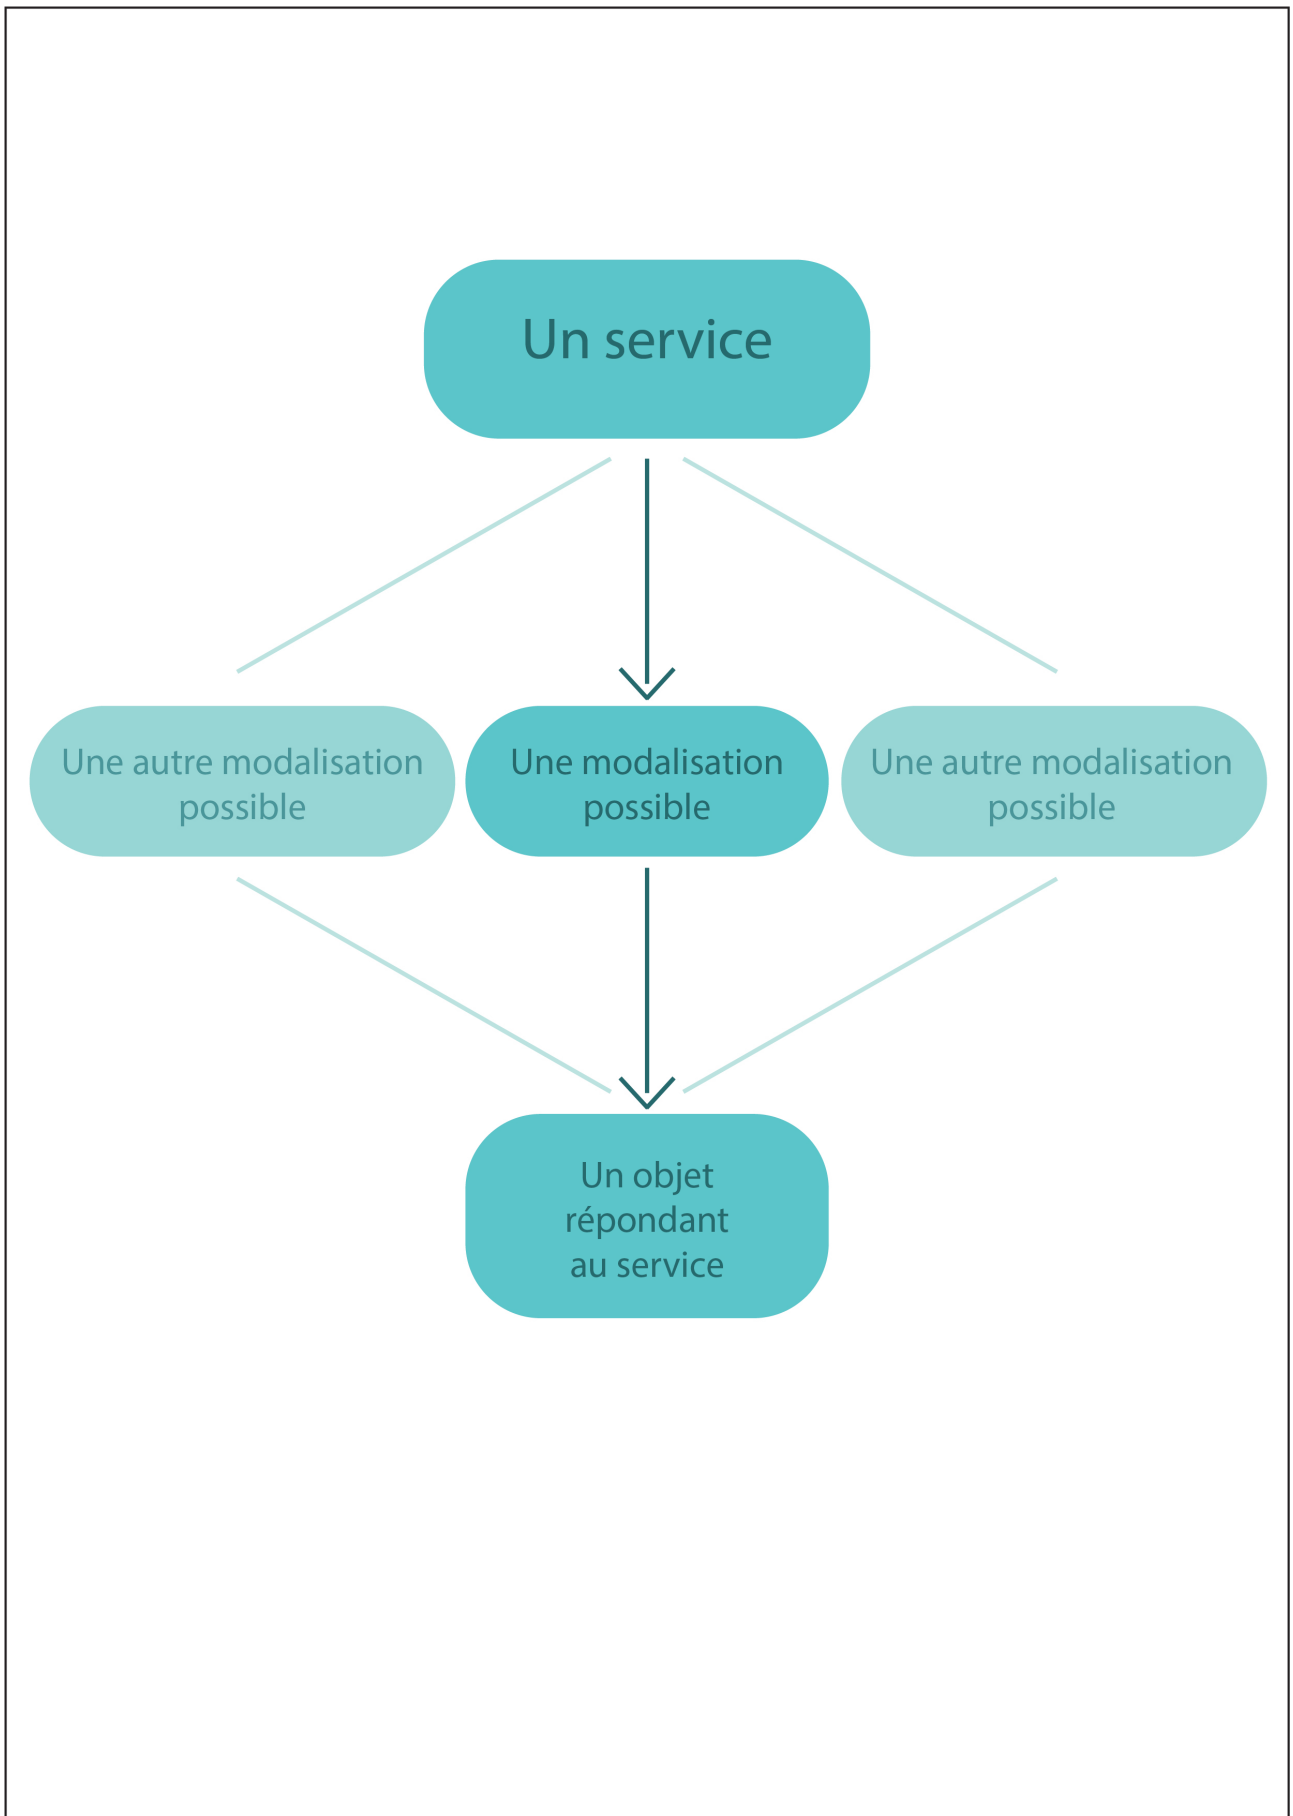 Un service
Une autre modalisation
possible
Une modalisation
possible
Une autre modalisation
possible
Un objet
répondant
au service